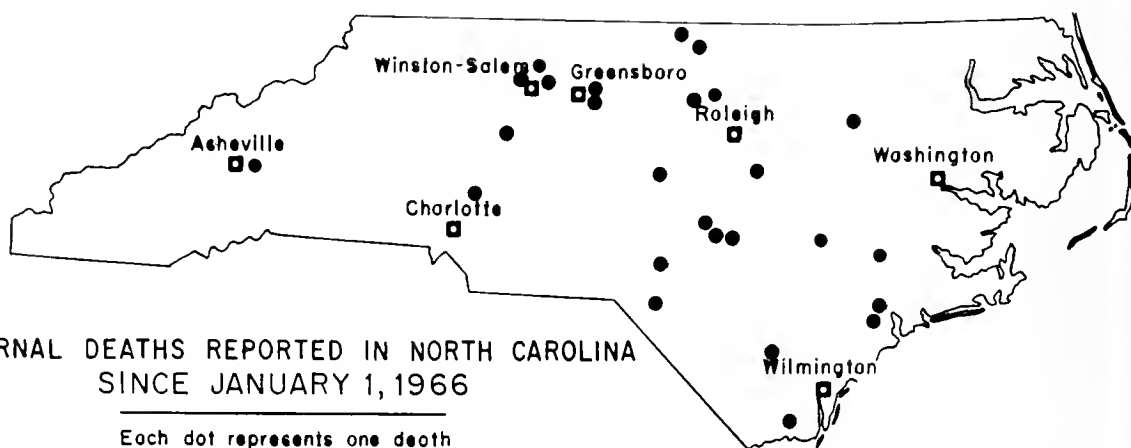 Winston-Salem
Greensboro
Raleigh
Asheville
Washington
Charlotte
RNAL DEATHS REPORTED IN NORTH CAROLINA
SINCE JANUARY 1, 1966
Wilmington
Each dot represents one death